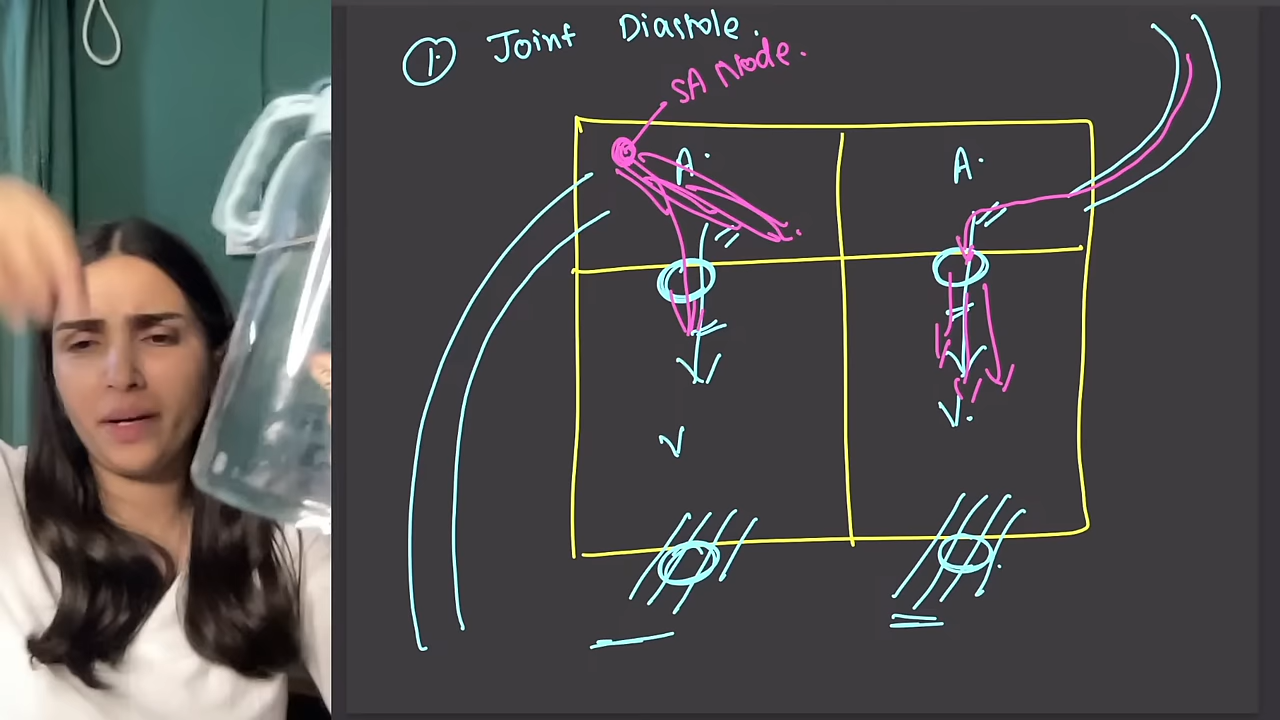 1. Joint Diastole.
SA Node.
A.
A.
V.
V